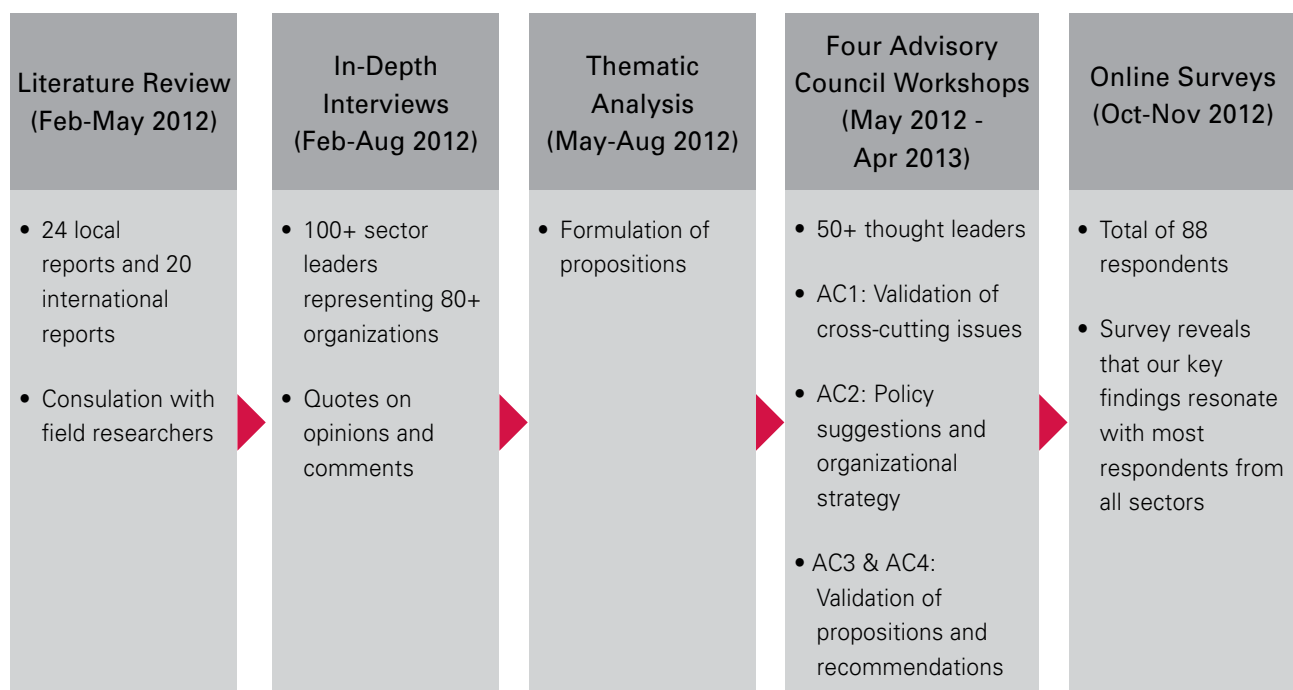 Literature Review
(Feb-May 2012)
• 24 local
reports and 20
international
reports
• Consulation with
field researchers
In-Depth
Interviews
(Feb-Aug 2012)
• 100+ sector
leaders
representing 80+
organizations
• Quotes on
opinions and
comments
Thematic
Analysis
(May-Aug 2012)
• Formulation of
propositions
Four Advisory
Council Workshops
(May 2012 -
Apr 2013)
• 50+ thought leaders
• AC1: Validation of
cross-cutting issues
• AC2: Policy
suggestions and
organizational
strategy
• AC3 & AC4:
Validation of
propositions and
recommendations
Online Surveys
(Oct-Nov 2012)
• Total of 88
respondents
• Survey reveals
that our key
findings resonate
with most
respondents from
all sectors